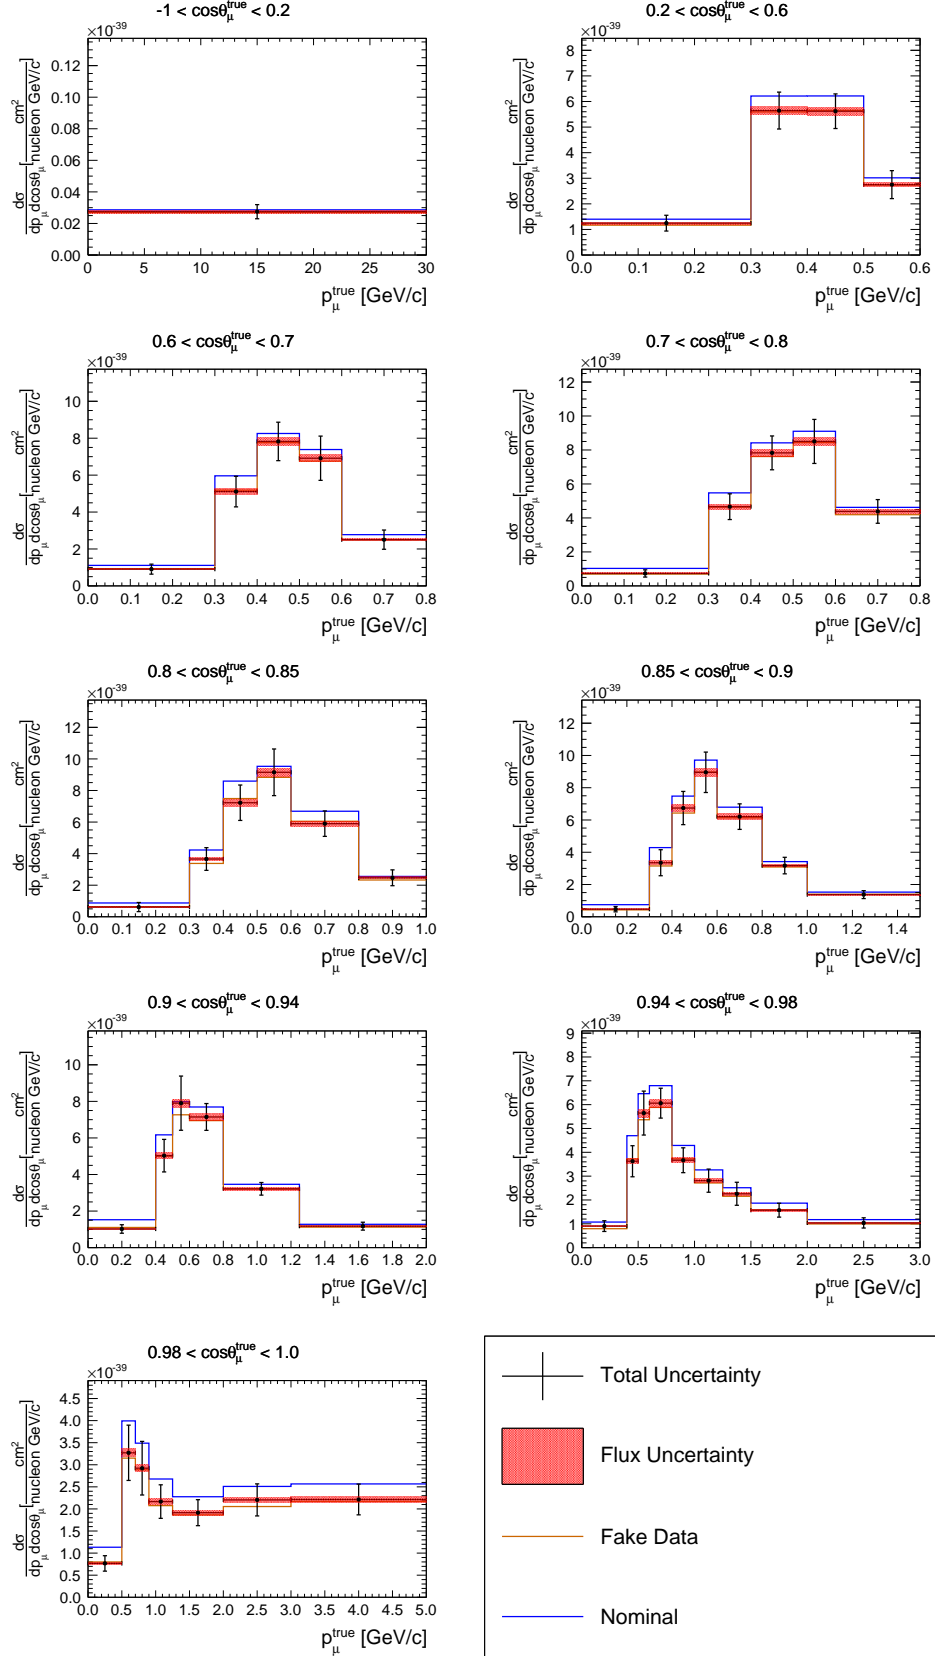 -1 < cosθ_μ^true < 0.2
×10^-39
dσ/dp_μ dcosθ_μ [cm^2/nucleon GeV/c]
0.12
0.10
0.08
0.06
0.04
0.02
0.00
0 5 10 15 20 25 30
p_μ^true [GeV/c]
0.2 < cosθ_μ^true < 0.6
×10^-39
dσ/dp_μ dcosθ_μ [cm^2/nucleon GeV/c]
8
7
6
5
4
3
2
1
0
0.0 0.1 0.2 0.3 0.4 0.5 0.6
p_μ^true [GeV/c]
0.6 < cosθ_μ^true < 0.7
×10^-39
dσ/dp_μ dcosθ_μ [cm^2/nucleon GeV/c]
10
8
6
4
2
0
0.0 0.1 0.2 0.3 0.4 0.5 0.6 0.7 0.8
p_μ^true [GeV/c]
0.7 < cosθ_μ^true < 0.8
×10^-39
dσ/dp_μ dcosθ_μ [cm^2/nucleon GeV/c]
12
10
8
6
4
2
0
0.0 0.1 0.2 0.3 0.4 0.5 0.6 0.7 0.8
p_μ^true [GeV/c]
0.8 < cosθ_μ^true < 0.85
×10^-39
dσ/dp_μ dcosθ_μ [cm^2/nucleon GeV/c]
12
10
8
6
4
2
0
0.0 0.1 0.2 0.3 0.4 0.5 0.6 0.7 0.8 0.9 1.0
p_μ^true [GeV/c]
0.85 < cosθ_μ^true < 0.9
×10^-39
dσ/dp_μ dcosθ_μ [cm^2/nucleon GeV/c]
12
10
8
6
4
2
0
0.0 0.2 0.4 0.6 0.8 1.0 1.2 1.4
p_μ^true [GeV/c]
0.9 < cosθ_μ^true < 0.94
×10^-39
dσ/dp_μ dcosθ_μ [cm^2/nucleon GeV/c]
10
8
6
4
2
0
0.0 0.2 0.4 0.6 0.8 1.0 1.2 1.4 1.6 1.8 2.0
p_μ^true [GeV/c]
0.94 < cosθ_μ^true < 0.98
×10^-39
dσ/dp_μ dcosθ_μ [cm^2/nucleon GeV/c]
9
8
7
6
5
4
3
2
1
0
0.0 0.5 1.0 1.5 2.0 2.5 3.0
p_μ^true [GeV/c]
0.98 < cosθ_μ^true < 1.0
×10^-39
dσ/dp_μ dcosθ_μ [cm^2/nucleon GeV/c]
4.5
4.0
3.5
3.0
2.5
2.0
1.5
1.0
0.5
0.0
0.0 0.5 1.0 1.5 2.0 2.5 3.0 3.5 4.0 4.5 5.0
p_μ^true [GeV/c]
Total Uncertainty
Flux Uncertainty
Fake Data
Nominal